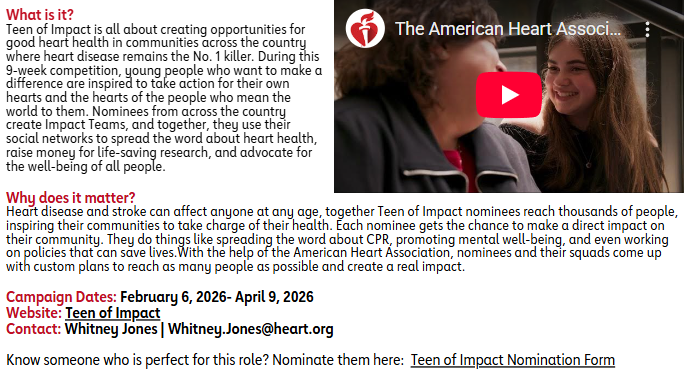 What is it?
Teen of Impact is all about creating opportunities for
good heart health in communities across the country
where heart disease remains the No. 1 killer. During this
9-week competition, young people who want to make a
difference are inspired to take action for their own
hearts and the hearts of the people who mean the
world to them. Nominees from across the country
create Impact Teams, and together, they use their
social networks to spread the word about heart health,
raise money for life-saving research, and advocate for
the well-being of all people.
The American Heart Associ...
Why does it matter?
Heart disease and stroke can affect anyone at any age, together Teen of Impact nominees reach thousands of people,
inspiring their communities to take charge of their health. Each nominee gets the chance to make a direct impact on
their community. They do things like spreading the word about CPR, promoting mental well-being, and even working
on policies that can save lives.With the help of the American Heart Association, nominees and their squads come up
with custom plans to reach as many people as possible and create a real impact.
Campaign Dates: February 6, 2026- April 9, 2026
Website: Teen of Impact
Contact: Whitney Jones | Whitney.Jones@heart.org
Know someone who is perfect for this role? Nominate them here: Teen of Impact Nomination Form